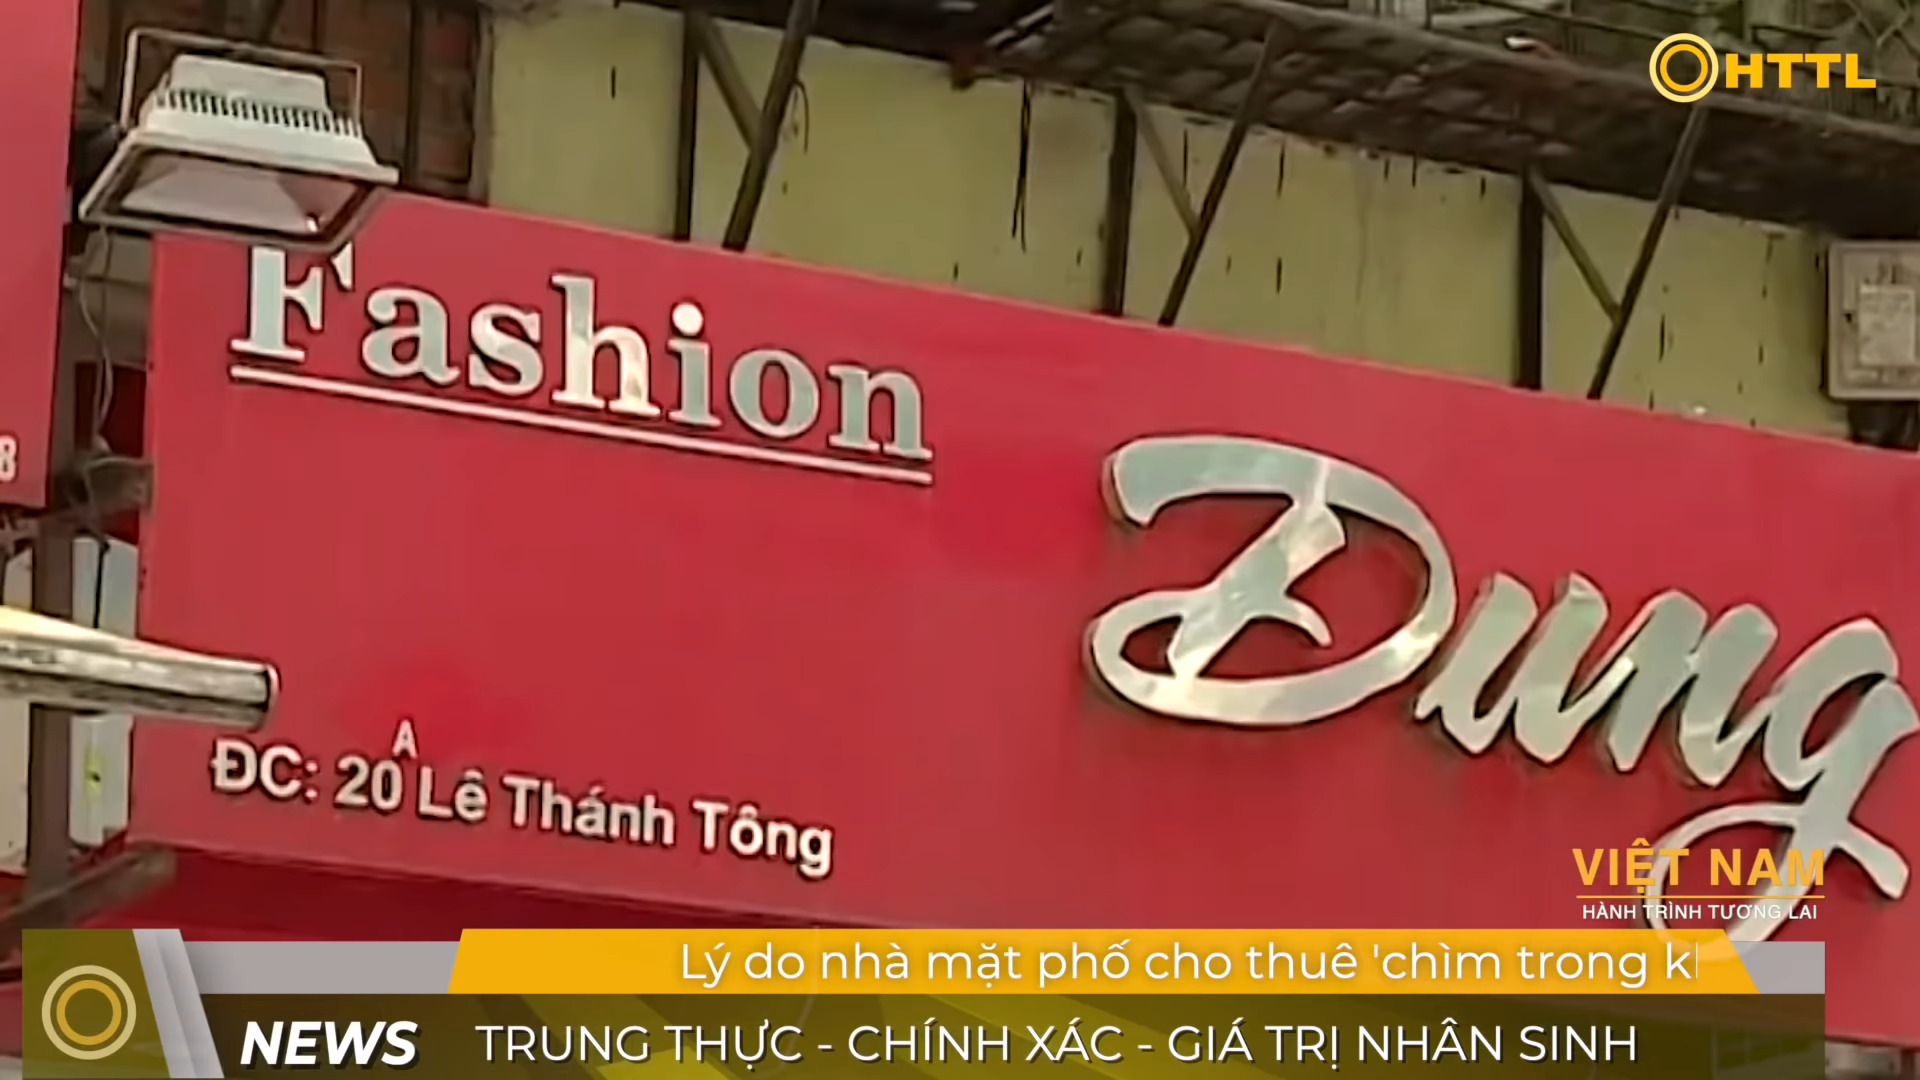 HTTL
Fashion
Dung
8
ĐC: 20A Lê Thánh Tông
VIỆT NAM
HÀNH TRÌNH TƯƠNG LAI
Lý do nhà mặt phố cho thuê 'chìm trong
NEWS
TRUNG THỰC - CHÍNH XÁC - GIÁ TRỊ NHÂN SINH